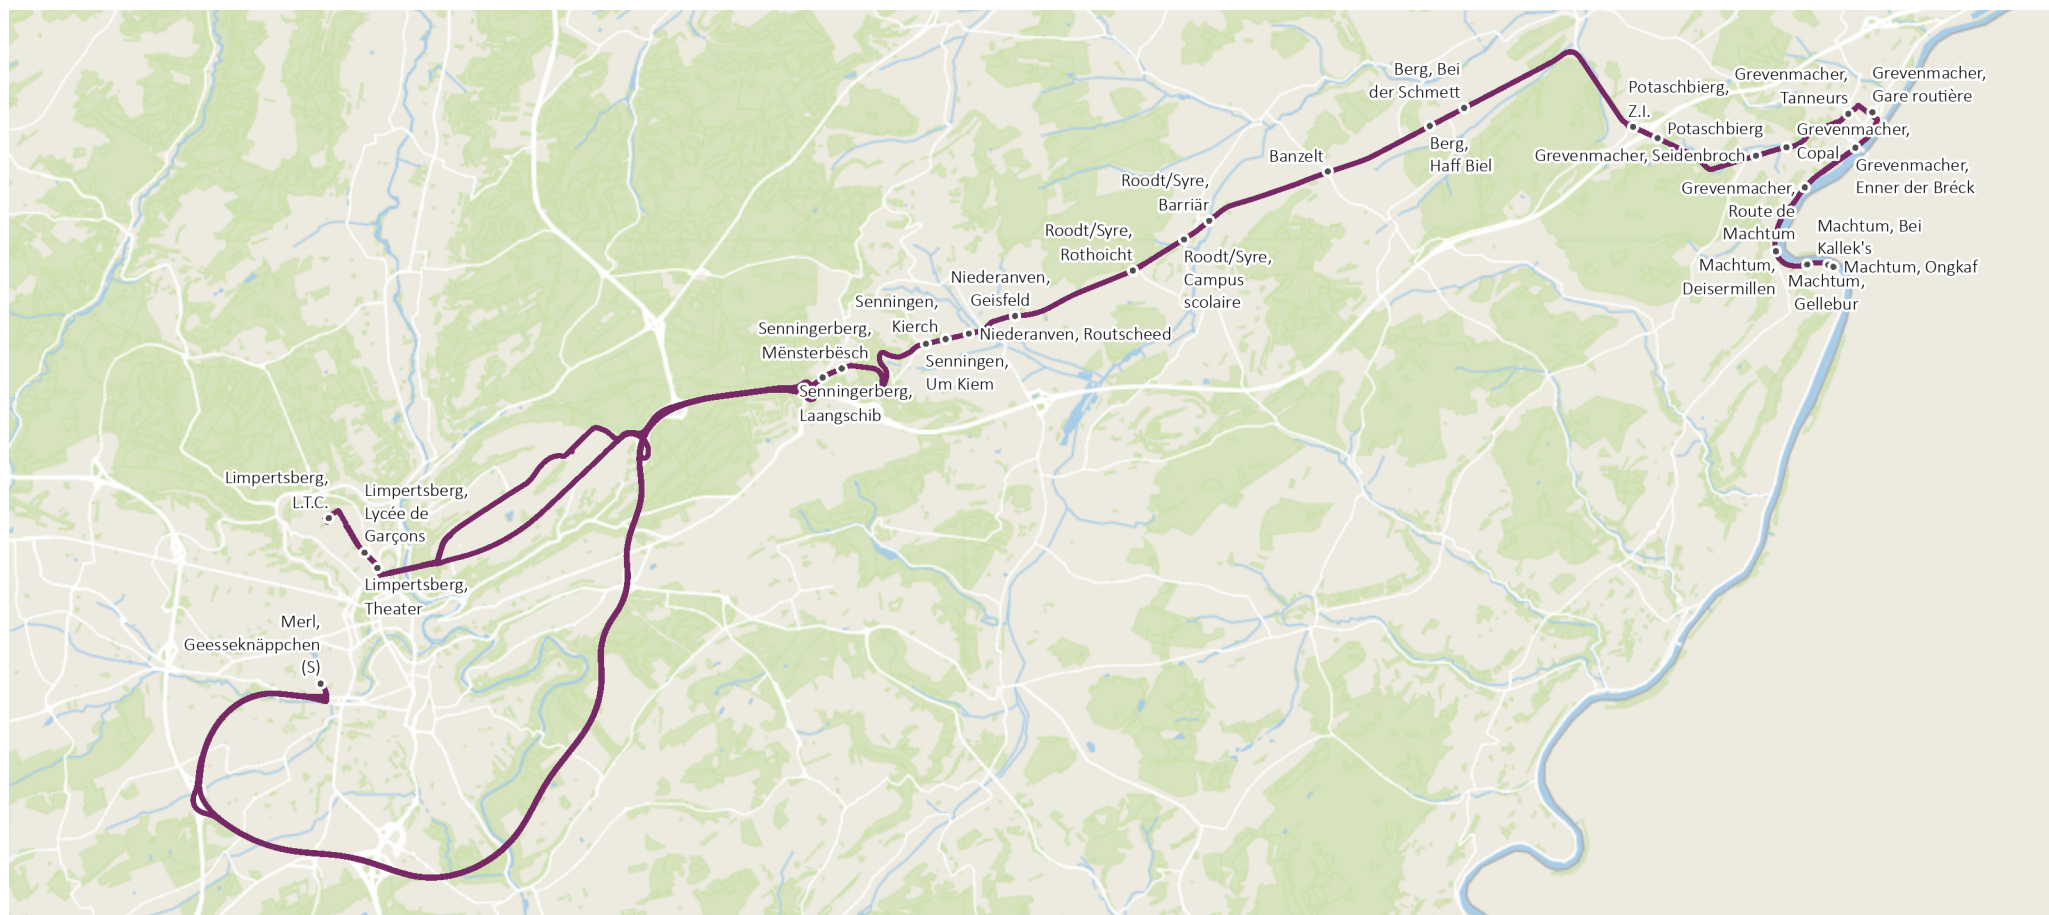 Berg, Bei
der Schmett
Potaschbierg,
Z.I.
Grevenmacher,
Tanneurs
Grevenmacher,
Gare routière
Potaschbierg
Grevenmacher,
Copal
Grevenmacher, Seidenbroch
Berg,
Haff Biel
Banzelt
Grevenmacher,
Enner der Bréck
Roodt/Syre,
Barriär
Grevenmacher,
Route de
Machtum
Machtum, Bei
Kallek's
Machtum, Ongkaf
Machtum,
Deisermillen
Machtum,
Gellebur
Roodt/Syre,
Rothoicht
Roodt/Syre,
Campus
scolaire
Niederanven,
Geisfeld
Senningen,
Kierch
Niederanven, Routscheed
Senningerberg,
Mënsterbësch
Senningen,
Um Kiem
Senningerberg,
Laangschib
Limpertsberg,
L.T.C.
Limpertsberg,
Lycée de
Garçons
Limpertsberg,
Theater
Merl,
Geesseknäppchen
(S)